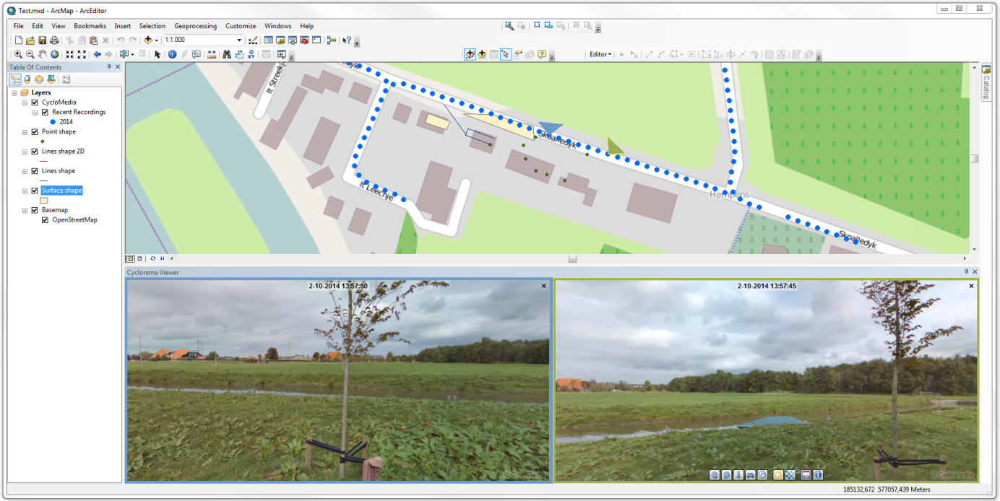 Test.mxd - ArcMap - ArcEditor
File Edit View Bookmarks Insert Selection Geoprocessing Customize Windows Help
1:1.000
Editor
Table Of Contents
Layers
CycloMedia
Recent Recordings
2014
Point shape
Lines shape 2D
Lines shape
Surface shape
Basemap
OpenStreetMap
It Streekje
Skoalledyk
It Leechje
Hempens
Skoalledyk
Catalog
Cyclorama Viewer
2-10-2014 13:57:50
2-10-2014 13:57:45
©CycloMedia
©CycloMedia
185132,672 577057,439 Meters